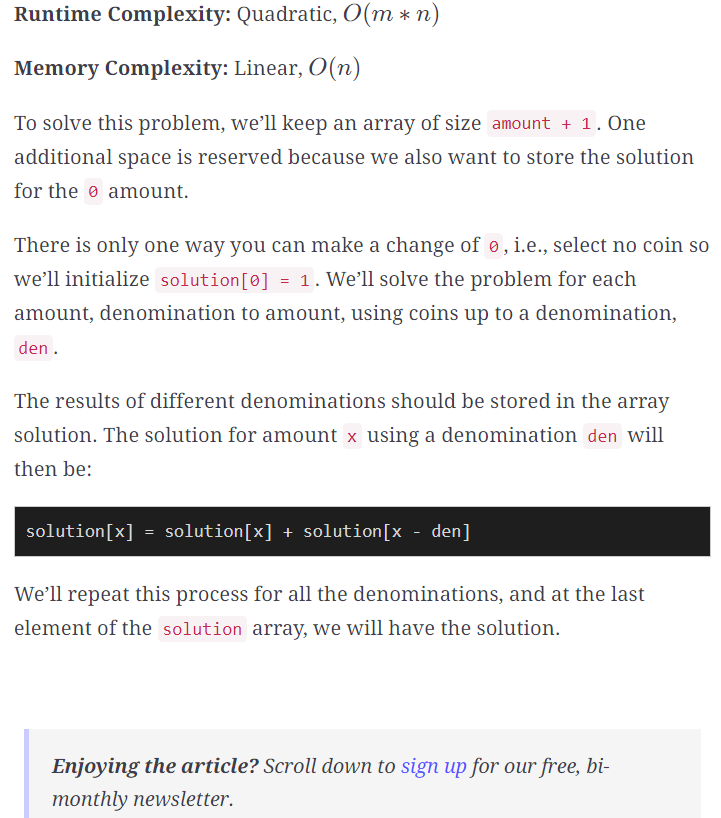 Runtime Complexity: Quadratic, O(m * n)
Memory Complexity: Linear, O(n)
To solve this problem, we’ll keep an array of size amount + 1. One
additional space is reserved because we also want to store the solution
for the 0 amount.
There is only one way you can make a change of 0, i.e., select no coin so
we’ll initialize solution[0] = 1. We’ll solve the problem for each
amount, denomination to amount, using coins up to a denomination,
den.
The results of different denominations should be stored in the array
solution. The solution for amount x using a denomination den will
then be:
solution[x] = solution[x] + solution[x - den]
We’ll repeat this process for all the denominations, and at the last
element of the solution array, we will have the solution.
Enjoying the article? Scroll down to sign up for our free, bi-
monthly newsletter.